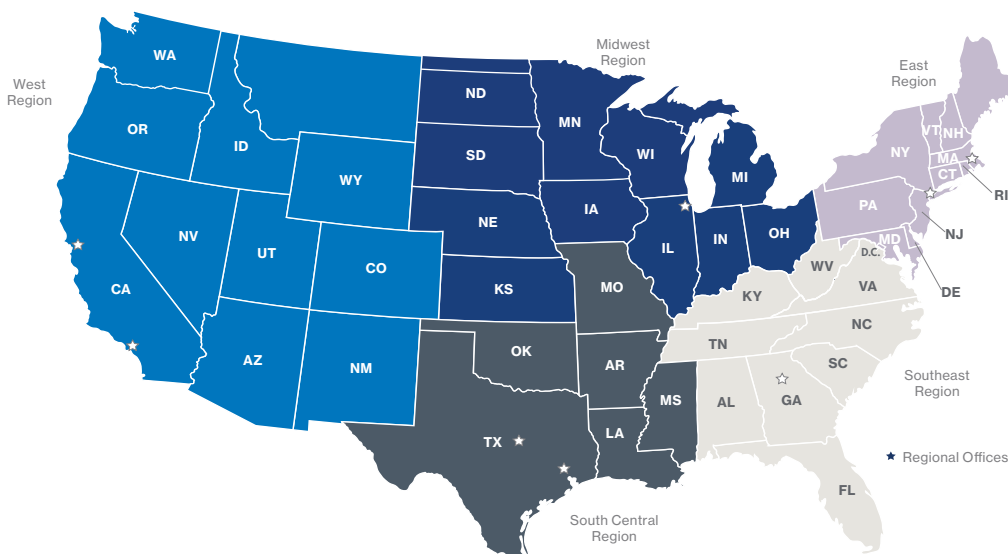 Midwest
Region
East
Region
West
Region
WA
OR
ID
WY
NV
UT
CO
CA
AZ
NM
ND
SD
NE
KS
MN
IA
WI
MI
IL
IN
OH
MO
OK
AR
TX
LA
MS
NY
VT
NH
MA
CT
RI
PA
NJ
MD
DE
D.C.
WV
VA
KY
NC
TN
SC
AL
GA
FL
Southeast
Region
Regional Offices
South Central
Region